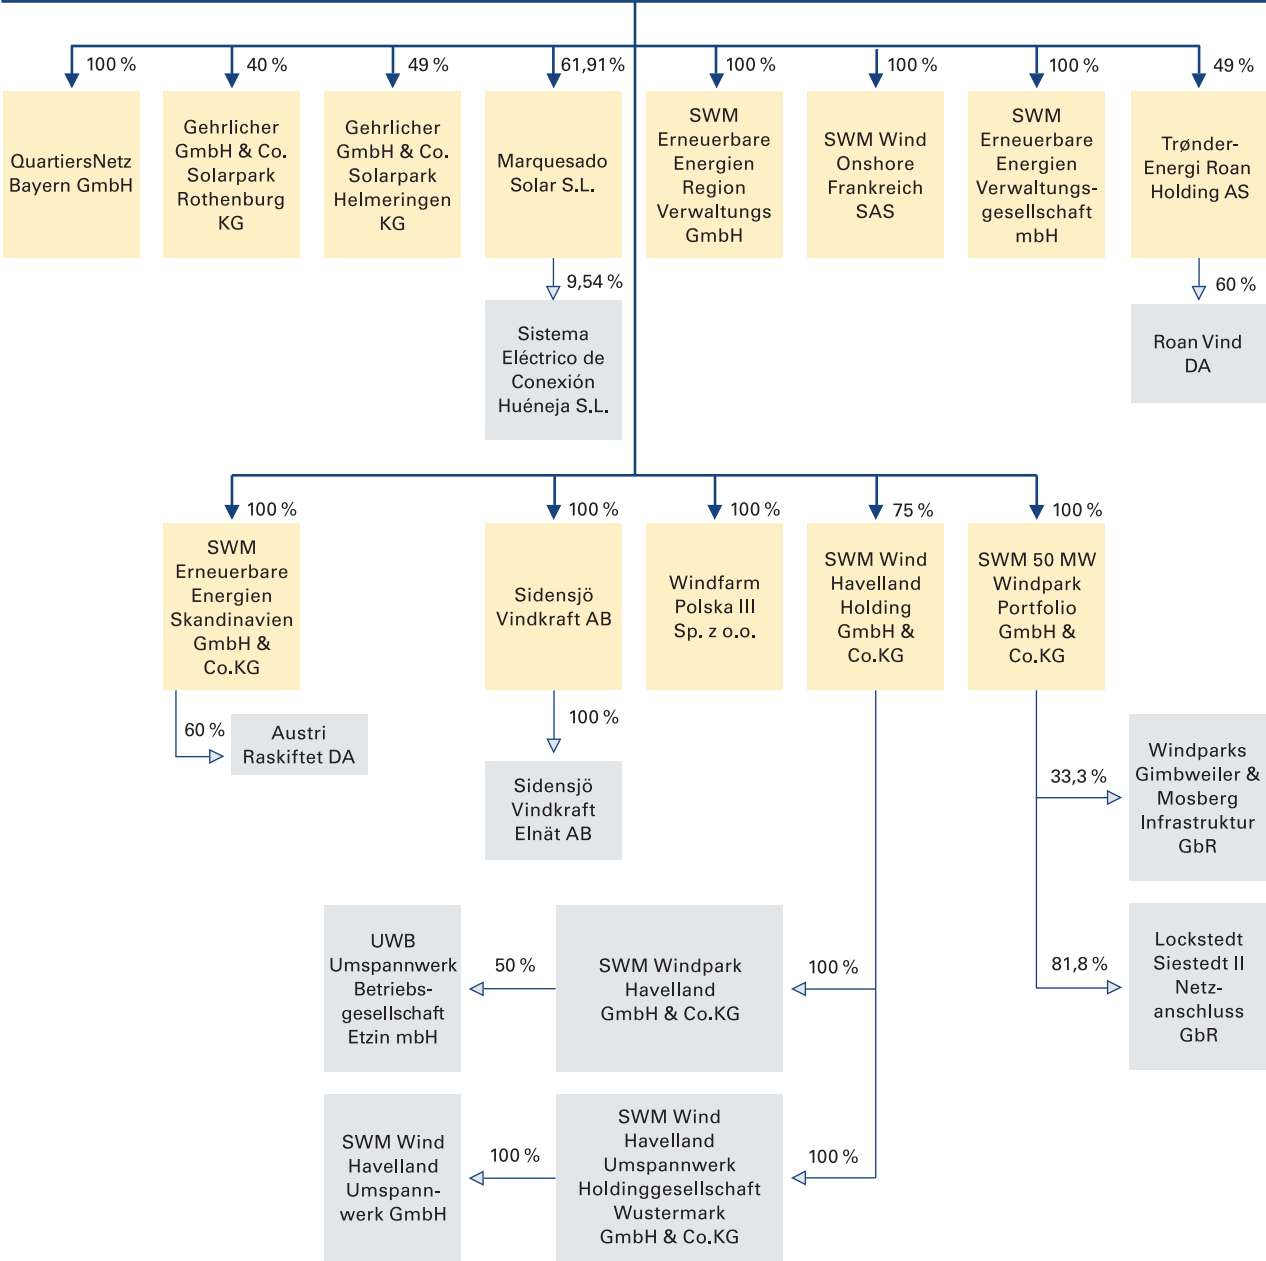 100 %
40 %
49 %
61,91 %
100 %
100 %
100 %
49 %
QuartiersNetz
Bayern GmbH
Gehrlicher
GmbH & Co.
Solarpark
Rothenburg
KG
Gehrlicher
GmbH & Co.
Solarpark
Helmeringen
KG
Marquesado
Solar S.L.
SWM
Erneuerbare
Energien
Region
Verwaltungs
GmbH
SWM Wind
Onshore
Frankreich
SAS
SWM
Erneuerbare
Energien
Verwaltungs-
gesellschaft
mbH
Trønder-
Energi Roan
Holding AS
9,54 %
60 %
Sistema
Eléctrico de
Conexión
Huéneja S.L.
Roan Vind
DA
100 %
100 %
100 %
75 %
100 %
SWM
Erneuerbare
Energien
Skandinavien
GmbH &
Co.KG
Sidensjö
Vindkraft AB
Windfarm
Polska III
Sp. z o.o.
SWM Wind
Havelland
Holding
GmbH &
Co.KG
SWM 50 MW
Windpark
Portfolio
GmbH &
Co.KG
60 %
Austri
Raskiftet DA
100 %
Sidensjö
Vindkraft
Elnät AB
33,3 %
Windparks
Gimbweiler &
Mosberg
Infrastruktur
GbR
UWB
Umspannwerk
Betriebs-
gesellschaft
Etzin mbH
50 %
SWM Windpark
Havelland
GmbH & Co.KG
100 %
81,8 %
Lockstedt
Siestedt II
Netz-
anschluss
GbR
SWM Wind
Havelland
Umspann-
werk GmbH
100 %
SWM Wind
Havelland
Umspannwerk
Holdinggesellschaft
Wustermark
GmbH & Co.KG
100 %